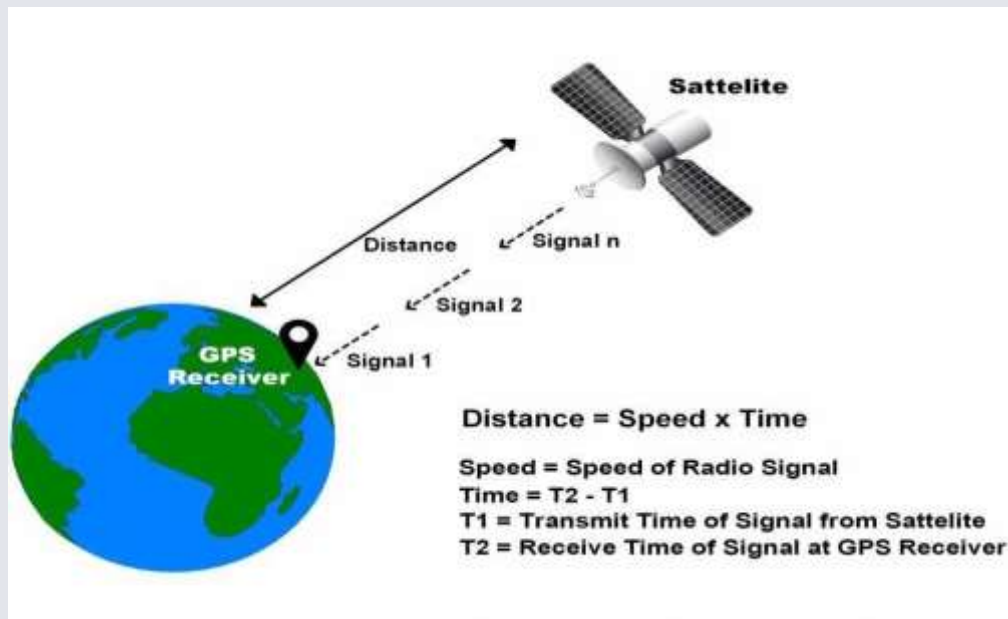 Sattelite
Distance
Signal n
Signal 2
Signal 1
GPS
Receiver
Distance = Speed x Time
Speed = Speed of Radio Signal
Time = T2 - T1
T1 = Transmit Time of Signal from Sattelite
T2 = Receive Time of Signal at GPS Receiver